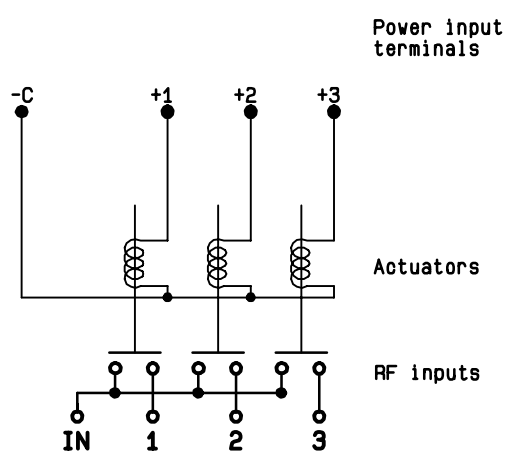 Power input
terminals
-C +1 +2 +3
Actuators
RF inputs
IN 1 2 3